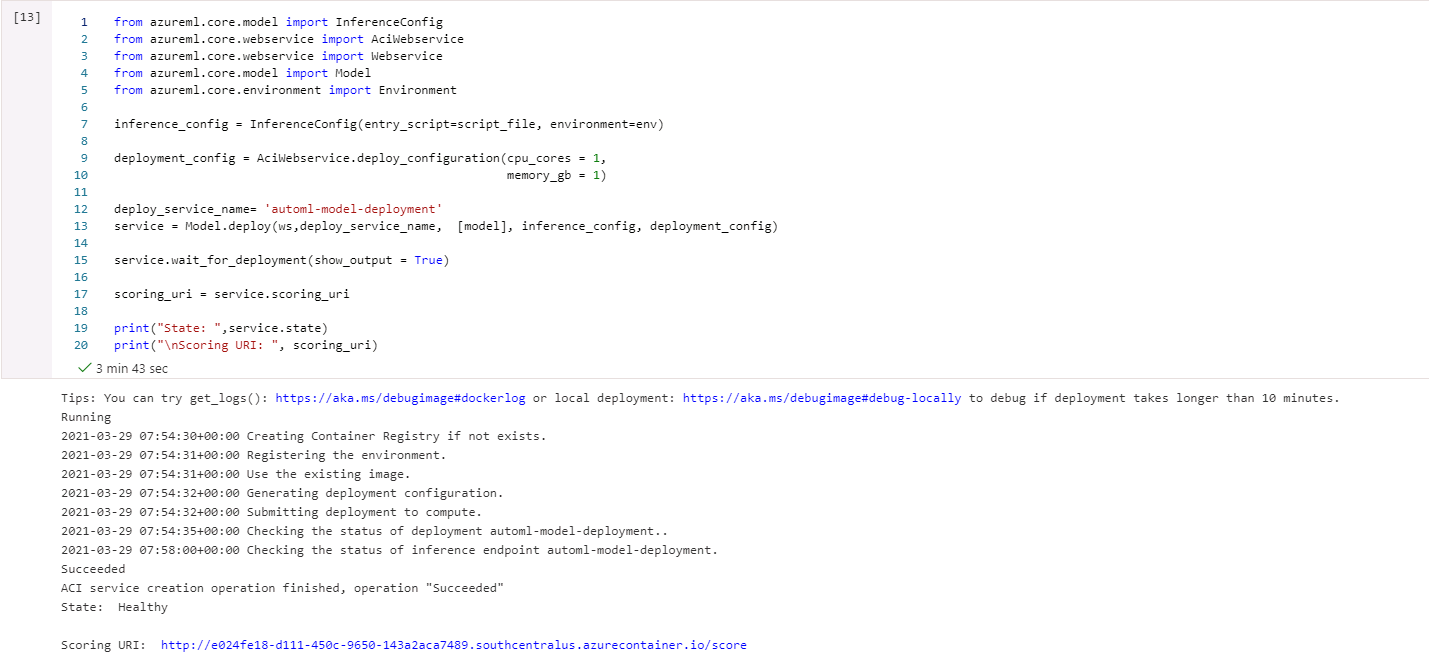 [13]
1 from azureml.core.model import InferenceConfig
2 from azureml.core.webservice import AciWebservice
3 from azureml.core.webservice import Webservice
4 from azureml.core.model import Model
5 from azureml.core.environment import Environment
6
7 inference_config = InferenceConfig(entry_script=script_file, environment=env)
8
9 deployment_config = AciWebservice.deploy_configuration(cpu_cores = 1,
10                                                        memory_gb = 1)
11
12 deploy_service_name= 'automl-model-deployment'
13 service = Model.deploy(ws,deploy_service_name,  [model], inference_config, deployment_config)
14
15 service.wait_for_deployment(show_output = True)
16
17 scoring_uri = service.scoring_uri
18
19 print("State: ",service.state)
20 print("\nScoring URI: ", scoring_uri)
✓ 3 min 43 sec
Tips: You can try get_logs(): https://aka.ms/debugimage#dockerlog or local deployment: https://aka.ms/debugimage#debug-locally to debug if deployment takes longer than 10 minutes.
Running
2021-03-29 07:54:30+00:00 Creating Container Registry if not exists.
2021-03-29 07:54:31+00:00 Registering the environment.
2021-03-29 07:54:31+00:00 Use the existing image.
2021-03-29 07:54:32+00:00 Generating deployment configuration.
2021-03-29 07:54:32+00:00 Submitting deployment to compute.
2021-03-29 07:54:35+00:00 Checking the status of deployment automl-model-deployment..
2021-03-29 07:58:00+00:00 Checking the status of inference endpoint automl-model-deployment.
Succeeded
ACI service creation operation finished, operation "Succeeded"
State:  Healthy
Scoring URI:  http://e024fe18-d111-450c-9650-143a2aca7489.southcentralus.azurecontainer.io/score